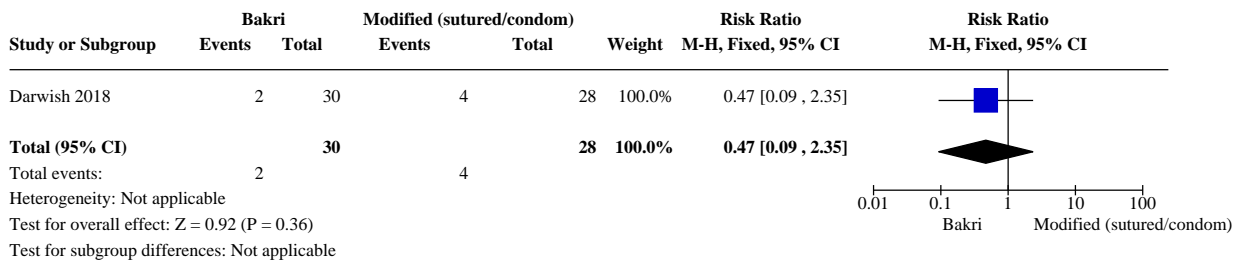 Bakri Modified (sutured/condom) Risk Ratio Risk Ratio
Study or Subgroup Events Total Events Total Weight M-H, Fixed, 95% CI M-H, Fixed, 95% CI
Darwish 2018 2 30 4 28 100.0% 0.47 [0.09 , 2.35]
Total (95% CI) 30 28 100.0% 0.47 [0.09 , 2.35]
Total events: 2 4
Heterogeneity: Not applicable
Test for overall effect: Z = 0.92 (P = 0.36)
Test for subgroup differences: Not applicable
0.01 0.1 1 10 100
Bakri Modified (sutured/condom)